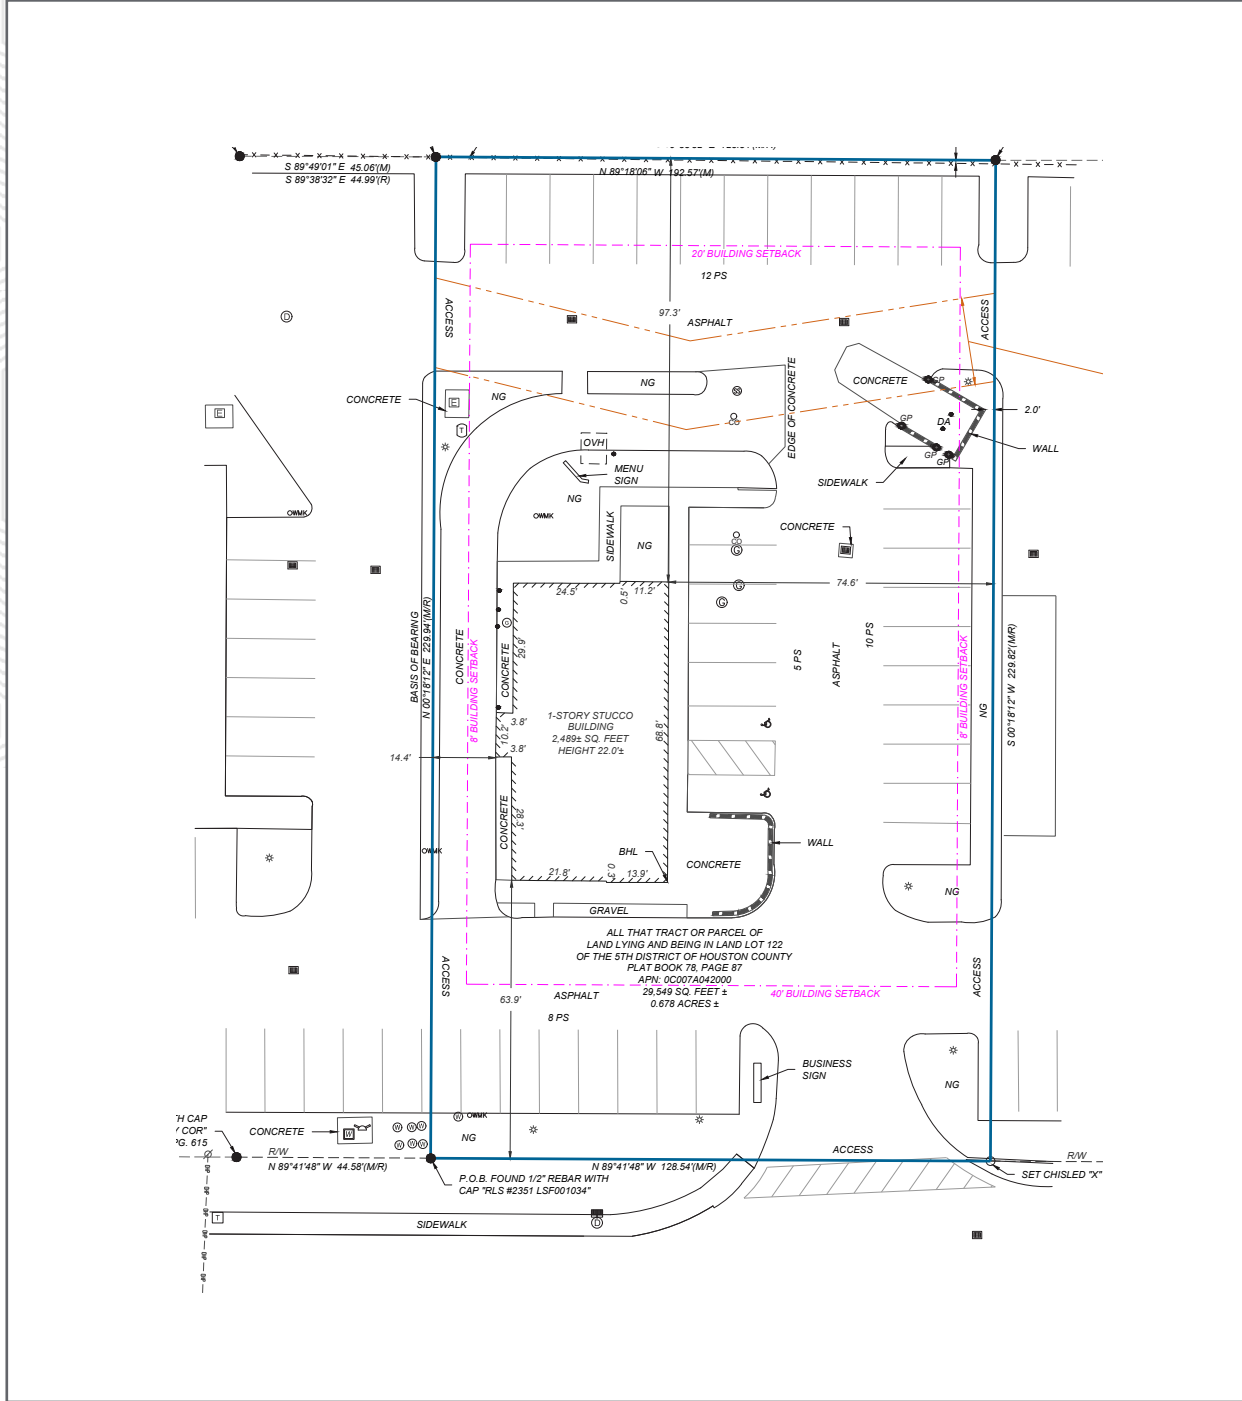 S 89°49'01" E 45.06'(M)
S 89°38'32" E 44.99'(R)
N 89°18'06" W 192.57'(M)
20' BUILDING SETBACK
12 PS
ACCESS
97.3'
ASPHALT
ACCESS
D
NG
CONCRETE
EDGE OF CONCRETE
GP
CONCRETE
E
NG
E
CO
2.0'
GP
DA
T
OVH
WALL
GP
GP
MENU
SIGN
SIDEWALK
NG
OWMK
OWMK
SIDEWALK
CONCRETE
NG
CO
G
74.6'
24.5'
0.5'
11.2'
G
G
G
BASIS OF BEARING
N 00°18'12" E 229.94'(M/R)
CONCRETE
8' BUILDING SETBACK
CONCRETE
29.9'
5 PS
ASPHALT
10 PS
8' BUILDING SETBACK
NG
S 00°18'12" W 229.82'(M/R)
3.8'
10.2'
3.8'
1-STORY STUCCO
BUILDING
2,489± SQ. FEET
HEIGHT 22.0'±
68.8'
14.4'
CONCRETE
28.3'
WALL
OWMK
BHL
CONCRETE
21.8'
0.3'
13.9'
NG
GRAVEL
ALL THAT TRACT OR PARCEL OF
LAND LYING AND BEING IN LAND LOT 122
OF THE 5TH DISTRICT OF HOUSTON COUNTY
PLAT BOOK 78, PAGE 87
APN: 0C007A042000
29,549 SQ. FEET ±
0.678 ACRES ±
ACCESS
63.9'
ASPHALT
8 PS
40' BUILDING SETBACK
ACCESS
BUSINESS
SIGN
NG
TH CAP
Y COR"
PG. 615
CONCRETE
W
W W W
W W W
W
OWMK
NG
ACCESS
R/W
N 89°41'48" W 44.58'(M/R)
N 89°41'48" W 128.54'(M/R)
R/W
P.O.B. FOUND 1/2" REBAR WITH
CAP "RLS #2351 LSF001034"
SET CHISLED "X"
T
SIDEWALK
D